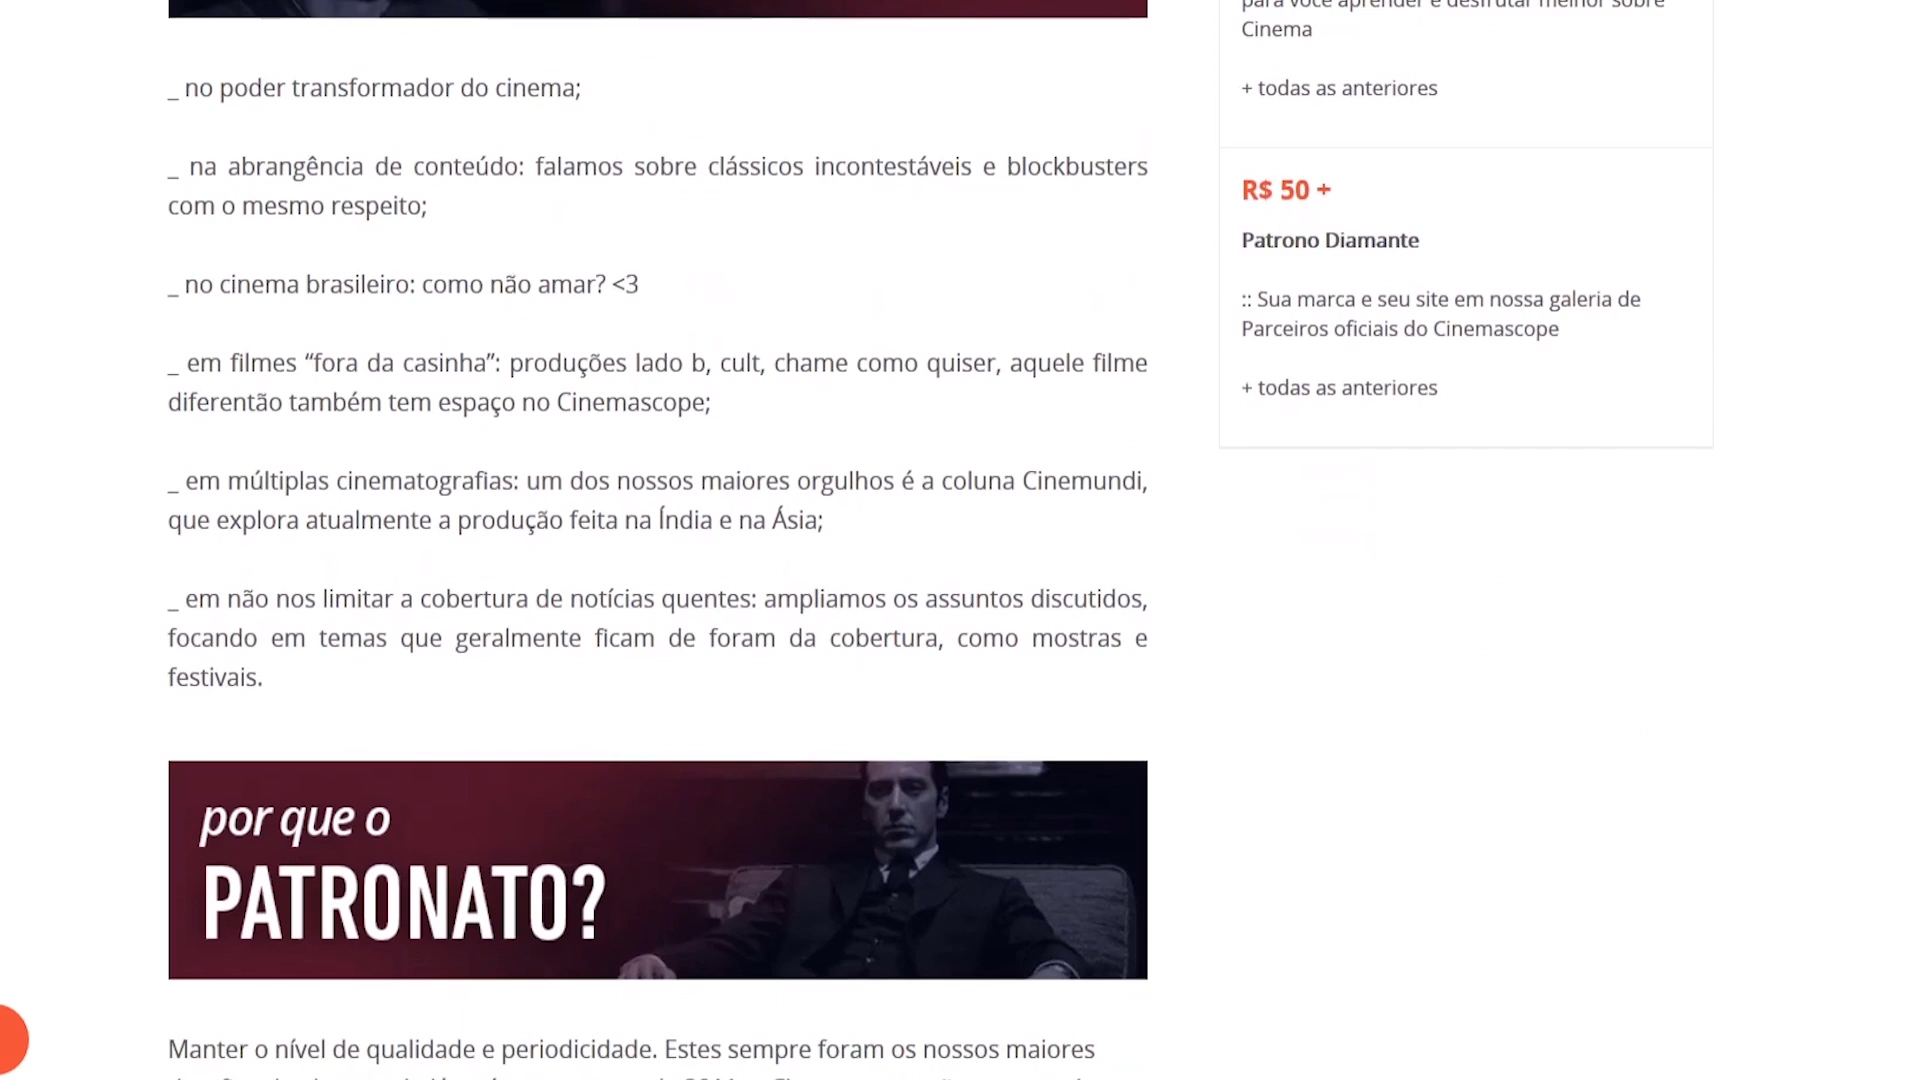 _ no poder transformador do cinema;
_ na abrangência de conteúdo: falamos sobre clássicos incontestáveis e blockbusters
com o mesmo respeito;
_ no cinema brasileiro: como não amar? <3
_ em filmes “fora da casinha”: produções lado b, cult, chame como quiser, aquele filme
diferentão também tem espaço no Cinemascope;
_ em múltiplas cinematografias: um dos nossos maiores orgulhos é a coluna Cinemundi,
que explora atualmente a produção feita na Índia e na Ásia;
_ em não nos limitar a cobertura de notícias quentes: ampliamos os assuntos discutidos,
focando em temas que geralmente ficam de foram da cobertura, como mostras e
festivais.
por que o
PATRONATO?
Manter o nível de qualidade e periodicidade. Estes sempre foram os nossos maiores
para você aprender e desfrutar melhor sobre
Cinema
+ todas as anteriores
R$ 50 +
Patrono Diamante
:: Sua marca e seu site em nossa galeria de
Parceiros oficiais do Cinemascope
+ todas as anteriores